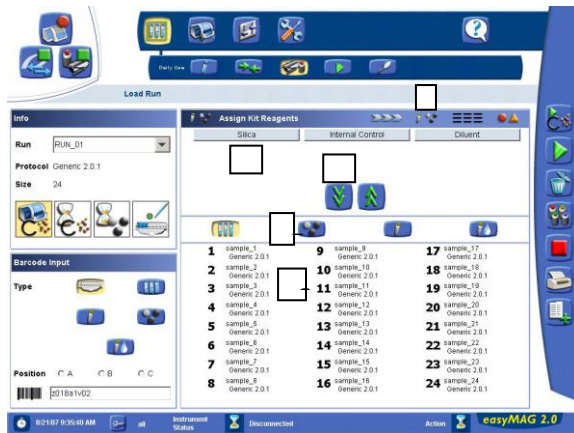 Daily Use
Load Run
Info
Run RUN_01
Protocol Generic 2.0.1
Size 24
Barcode Input
Type
Position A B C
z018a1v02
Assign Kit Reagents
Silica Internal Control Diluent
1 sample_1 Generic 2.0.1
2 sample_2 Generic 2.0.1
3 sample_3 Generic 2.0.1
4 sample_4 Generic 2.0.1
5 sample_5 Generic 2.0.1
6 sample_6 Generic 2.0.1
7 sample_7 Generic 2.0.1
8 sample_8 Generic 2.0.1
9 sample_9 Generic 2.0.1
10 sample_10 Generic 2.0.1
11 sample_11 Generic 2.0.1
12 sample_12 Generic 2.0.1
13 sample_13 Generic 2.0.1
14 sample_14 Generic 2.0.1
15 sample_15 Generic 2.0.1
16 sample_16 Generic 2.0.1
17 sample_17 Generic 2.0.1
18 sample_18 Generic 2.0.1
19 sample_19 Generic 2.0.1
20 sample_20 Generic 2.0.1
21 sample_21 Generic 2.0.1
22 sample_22 Generic 2.0.1
23 sample_23 Generic 2.0.1
24 sample_24 Generic 2.0.1
8/21/07 9:35:40 AM all Instrument Status Disconnected Action easyMAG 2.0